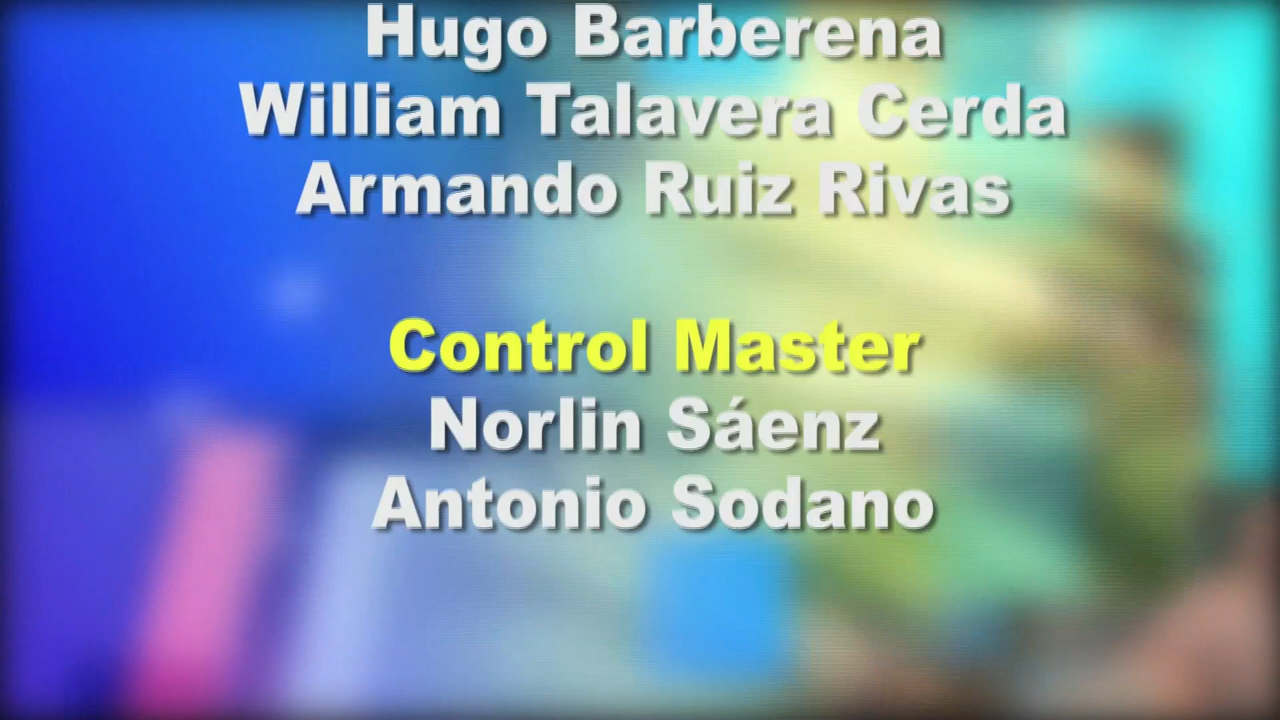 Hugo Barberena
William Talavera Cerda
Armando Ruiz Rivas
Control Master
Norlin Sáenz
Antonio Sodano